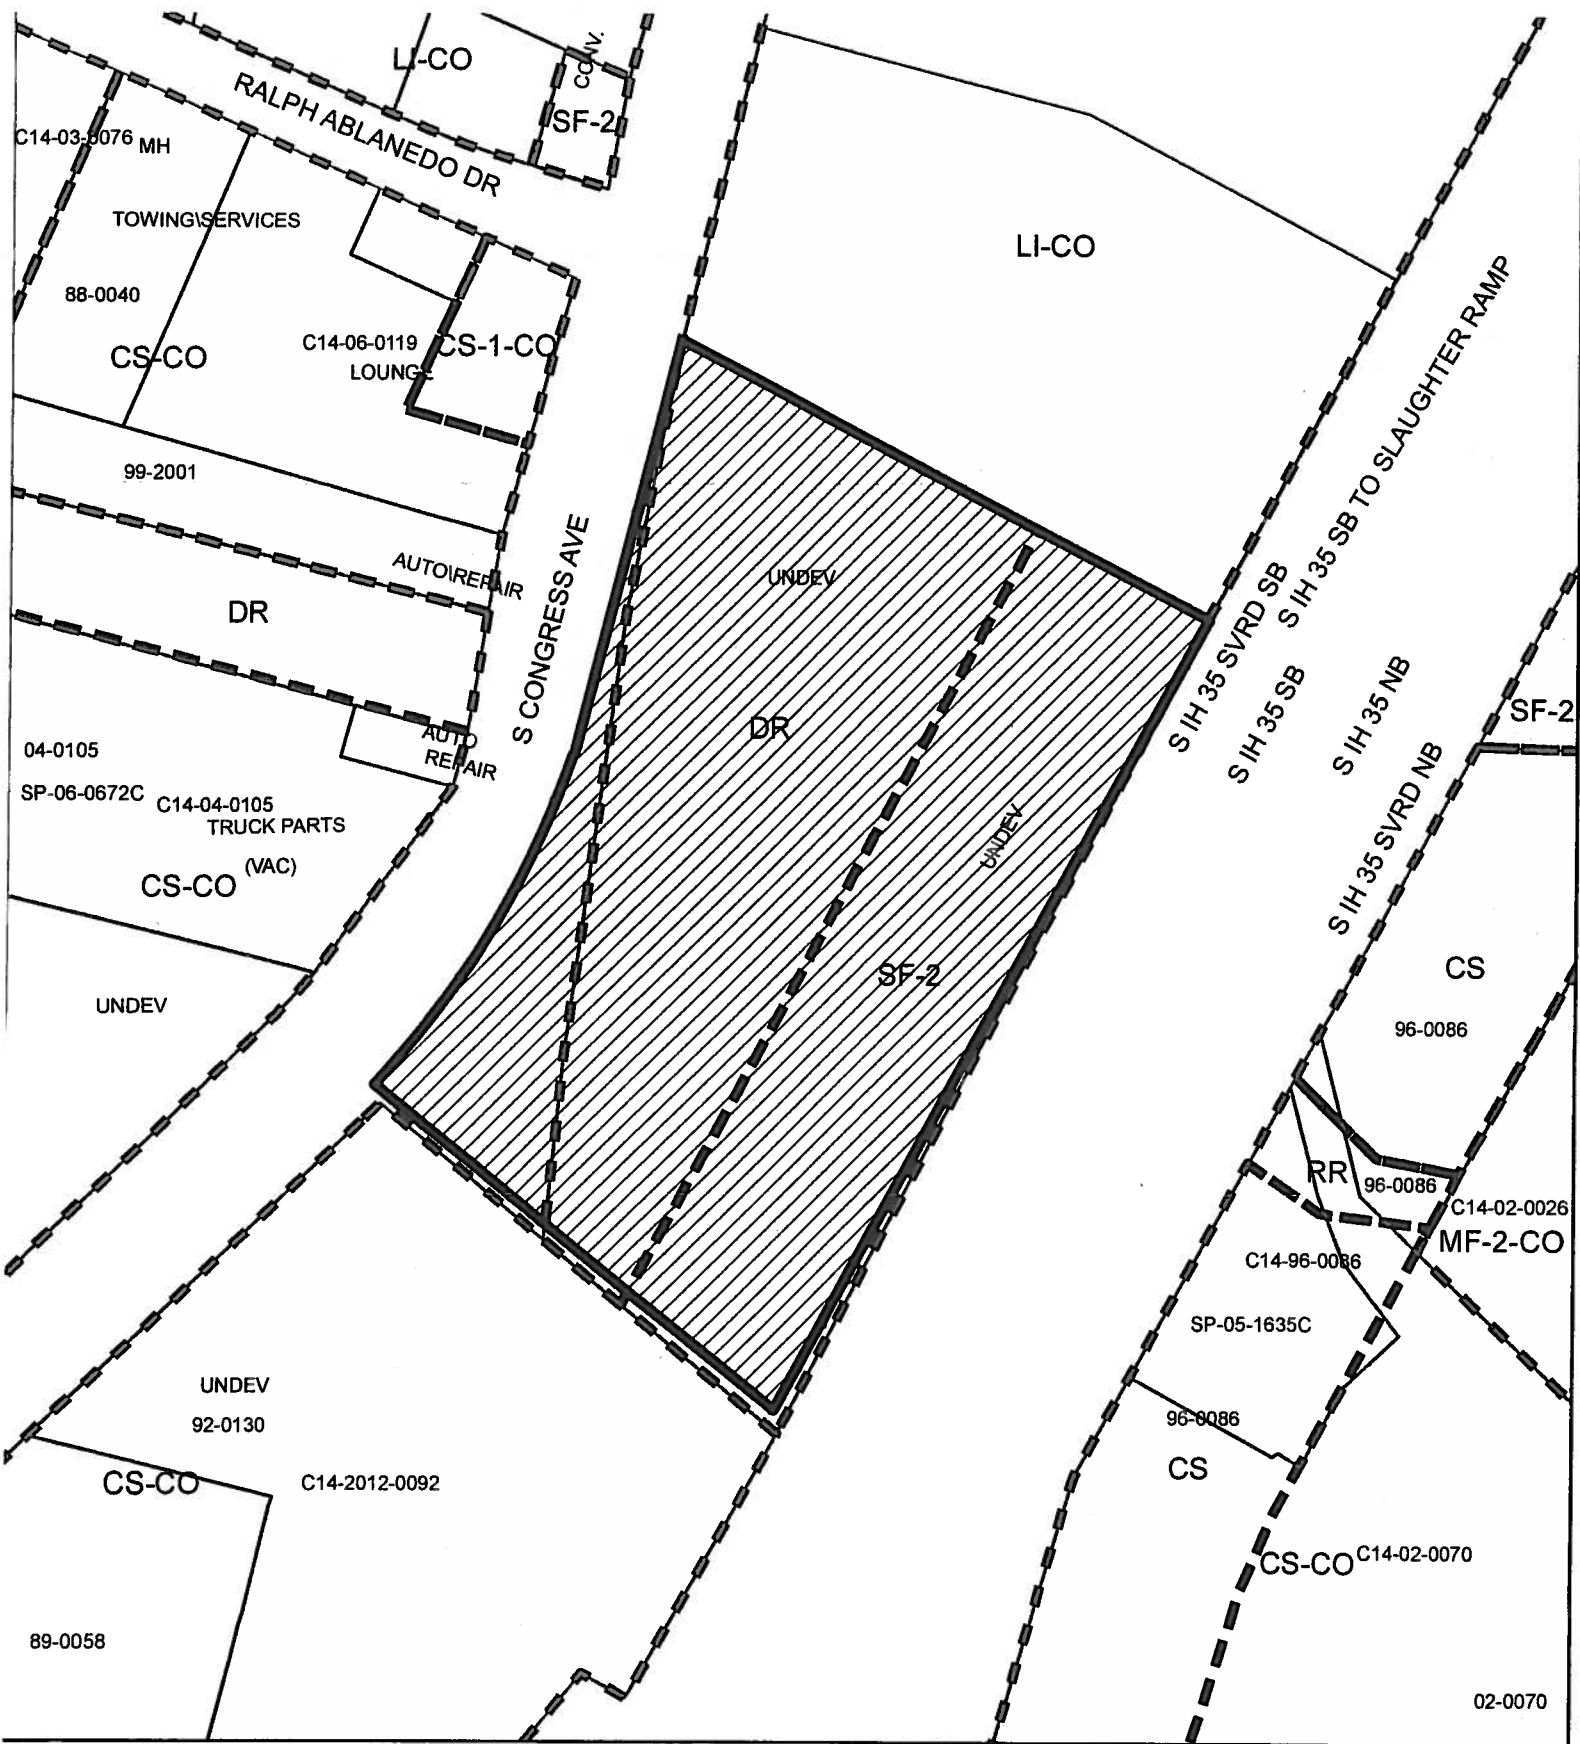 LI-CO
CONV.
SF-2
RALPH ABLANEDO DR
C14-03-0076
MH
TOWING\SERVICES
LI-CO
88-0040
C14-06-0119
CS-1-CO
CS-CO
LOUNGE
S IH 35 SB TO SLAUGHTER RAMP
99-2001
AUTO\REPAIR
UNDEV
DR
S CONGRESS AVE
S IH 35 SVRD SB
S IH 35 SB
S IH 35 NB
SF-2
DR
AUTO
REPAIR
04-0105
SP-06-0672C
C14-04-0105
TRUCK PARTS
(VAC)
CS-CO
UNDEV
S IH 35 SVRD NB
SF-2
CS
UNDEV
96-0086
RR
96-0086
C14-02-0026
MF-2-CO
C14-96-0086
SP-05-1635C
UNDEV
92-0130
96-0086
CS
CS-CO
C14-2012-0092
CS-CO
C14-02-0070
89-0058
02-0070